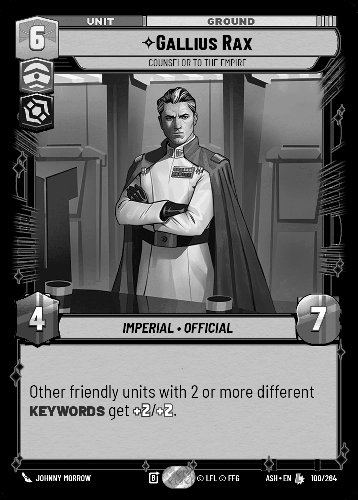 UNIT
GROUND
6
GALLIUS RAX
COUNSELOR TO THE EMPIRE
4
IMPERIAL • OFFICIAL
7
Other friendly units with 2 or more different
KEYWORDS get +2/+2.
JOHNNY MORROW
© LFL © FFG
ASH • EN
100/264